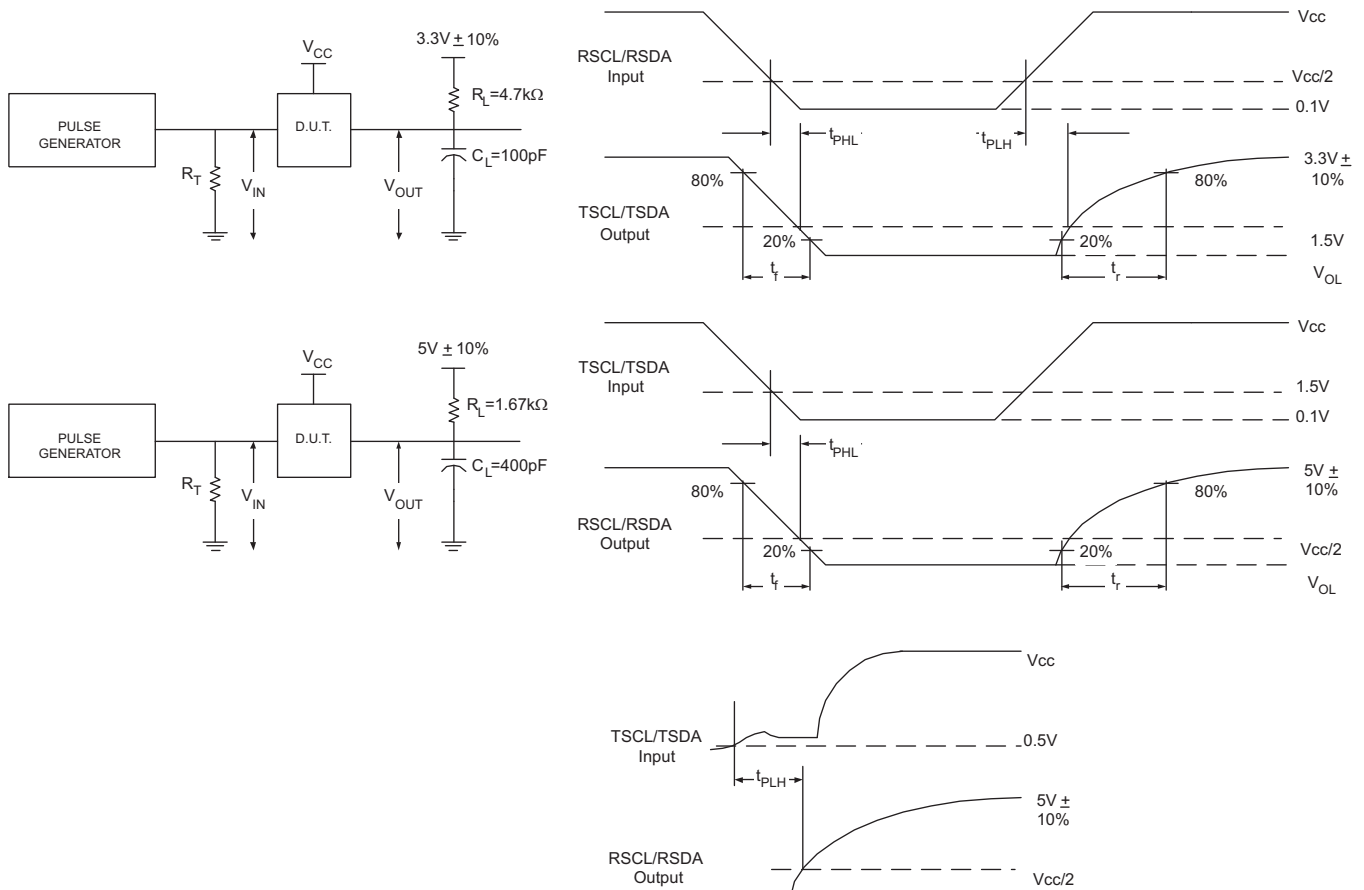 V_CC
3.3V ± 10%
R_L=4.7kΩ
PULSE
GENERATOR
D.U.T.
R_T
V_IN
V_OUT
C_L=100pF
Vcc
RSCL/RSDA
Input
Vcc/2
0.1V
t_PHL
t_PLH
80%
80%
3.3V ±
10%
TSCL/TSDA
Output
20%
20%
1.5V
t_f
t_r
V_OL
V_CC
5V ± 10%
R_L=1.67kΩ
PULSE
GENERATOR
D.U.T.
R_T
V_IN
V_OUT
C_L=400pF
Vcc
TSCL/TSDA
Input
1.5V
0.1V
t_PHL
80%
80%
5V ±
10%
RSCL/RSDA
Output
20%
20%
Vcc/2
t_f
t_r
V_OL
Vcc
TSCL/TSDA
Input
0.5V
t_PLH
5V ±
10%
RSCL/RSDA
Output
Vcc/2